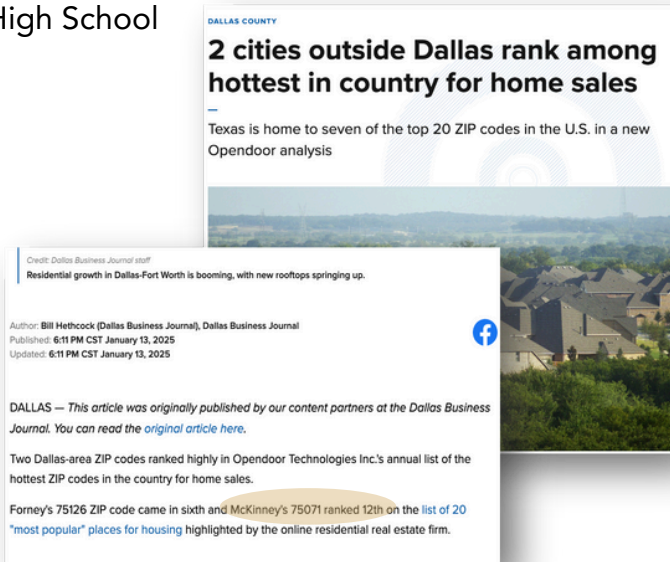 High School
DALLAS COUNTY
2 cities outside Dallas rank among
hottest in country for home sales
Texas is home to seven of the top 20 ZIP codes in the U.S. in a new
Opendoor analysis
Credit: Dallas Business Journal staff
Residential growth in Dallas-Fort Worth is booming, with new rooftops springing up.
Author: Bill Hethcock (Dallas Business Journal), Dallas Business Journal
Published: 6:11 PM CST January 13, 2025
Updated: 6:11 PM CST January 13, 2025
DALLAS — This article was originally published by our content partners at the Dallas Business
Journal. You can read the original article here.
Two Dallas-area ZIP codes ranked highly in Opendoor Technologies Inc.'s annual list of the
hottest ZIP codes in the country for home sales.
Forney's 75126 ZIP code came in sixth and McKinney's 75071 ranked 12th on the list of 20
"most popular" places for housing highlighted by the online residential real estate firm.